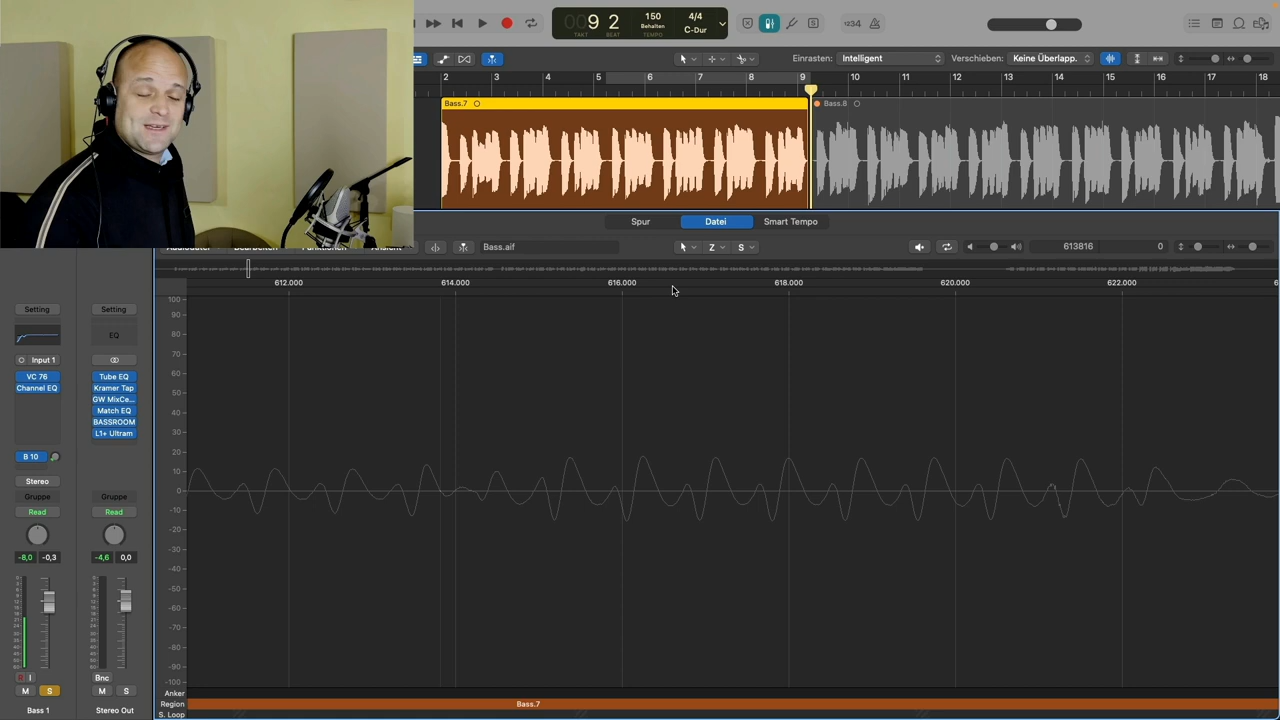 009 2 150 4/4
Behalten C-Dur
TAKT BEAT TEMPO
1234
Einrasten: Intelligent Verschieben: Keine Überlapp.
2 3 4 5 6 7 8 9 10 11 12 13 14 15 16 17 18
Bass.7 Bass.8
Spur Datei Smart Tempo
Bass.aif Z S 613816 0
612.000 614.000 616.000 618.000 620.000 622.000 6
100
90
80
70
60
50
40
30
20
10
0
-10
-20
-30
-40
-50
-60
-70
-80
-90
-100
Setting Setting
EQ
Input 1
VC 76 Tube EQ
Channel EQ Kramer Tap
GW MixCe...
Match EQ
BASSROOM
L1+ Ultram
B 10
Stereo
Gruppe Gruppe
Read Read
-8,0 -0,3 -4,6 0,0
R I Bnc
M S M S
Bass 1 Stereo Out
Anker
Region Bass.7
S. Loop